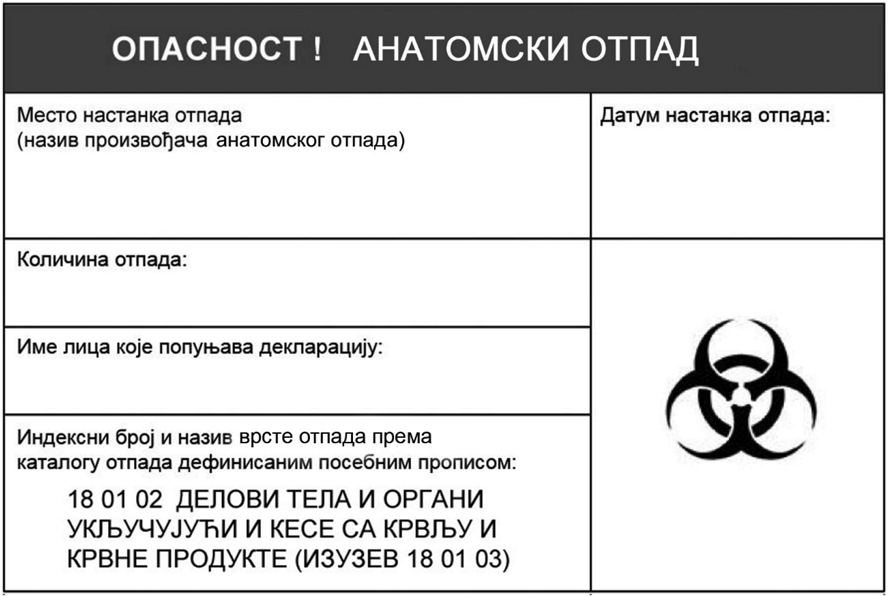 ОПАСНОСТ ! АНАТОМСКИ ОТПАД
Место настанка отпада
(назив произвођача анатомског отпада)
Датум настанка отпада:
Количина отпада:
Име лица које попуњава декларацију:
Индексни број и назив врсте отпада према
каталогу отпада дефинисаним посебним прописом:
18 01 02 ДЕЛОВИ ТЕЛА И ОРГАНИ
УКЉУЧУЈУЋИ И КЕСЕ СА КРВЉУ И
КРВНЕ ПРОДУКТЕ (ИЗУЗЕВ 18 01 03)